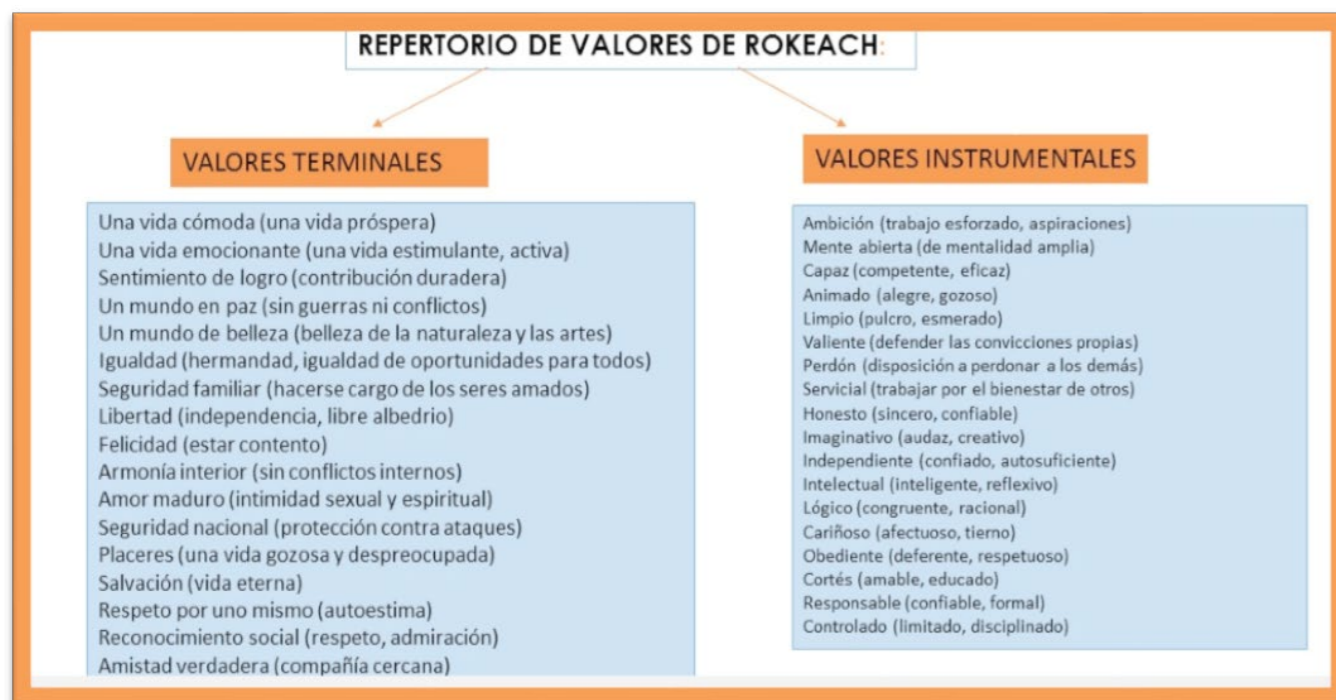 REPERTORIO DE VALORES DE ROKEACH:
VALORES TERMINALES
Una vida cómoda (una vida próspera)
Una vida emocionante (una vida estimulante, activa)
Sentimiento de logro (contribución duradera)
Un mundo en paz (sin guerras ni conflictos)
Un mundo de belleza (belleza de la naturaleza y las artes)
Igualdad (hermandad, igualdad de oportunidades para todos)
Seguridad familiar (hacerse cargo de los seres amados)
Libertad (independencia, libre albedrio)
Felicidad (estar contento)
Armonía interior (sin conflictos internos)
Amor maduro (intimidad sexual y espiritual)
Seguridad nacional (protección contra ataques)
Placeres (una vida gozosa y despreocupada)
Salvación (vida eterna)
Respeto por uno mismo (autoestima)
Reconocimiento social (respeto, admiración)
Amistad verdadera (compañía cercana)
VALORES INSTRUMENTALES
Ambición (trabajo esforzado, aspiraciones)
Mente abierta (de mentalidad amplia)
Capaz (competente, eficaz)
Animado (alegre, gozoso)
Limpio (pulcro, esmerado)
Valiente (defender las convicciones propias)
Perdón (disposición a perdonar a los demás)
Servicial (trabajar por el bienestar de otros)
Honesto (sincero, confiable)
Imaginativo (audaz, creativo)
Independiente (confiado, autosuficiente)
Intelectual (inteligente, reflexivo)
Lógico (congruente, racional)
Cariñoso (afectuoso, tierno)
Obediente (deferente, respetuoso)
Cortés (amable, educado)
Responsable (confiable, formal)
Controlado (limitado, disciplinado)